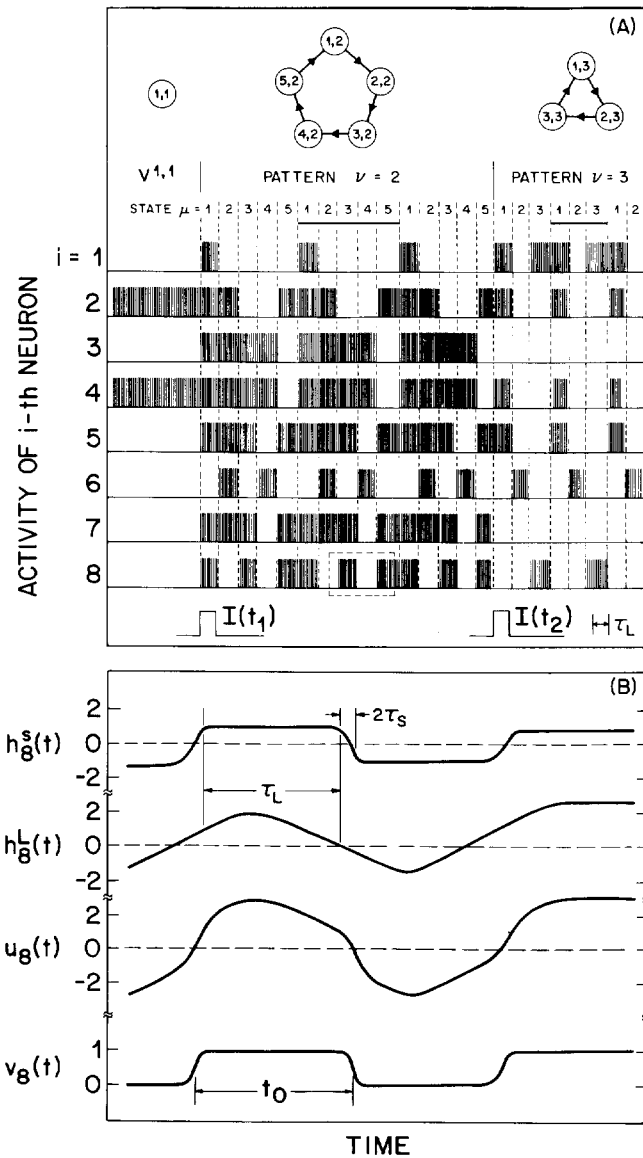 (A)
1,2
5,2 2,2
4,2 3,2
1,1
1,3
3,3 2,3
V1,1 PATTERN ν = 2 PATTERN ν = 3
STATE μ = 1 2 3 4 5 1 2 3 4 5 1 2 3 4 5 1 2 3 1 2 3 1 2
ACTIVITY OF i-th NEURON
i = 1
2
3
4
5
6
7
8
I(t1) I(t2) τL
(B)
h8S(t) 2 0 -2
2τS
τL
h8L(t) 2 0 -2
u8(t) 2 0 -2
v8(t) 1 0
t0
TIME